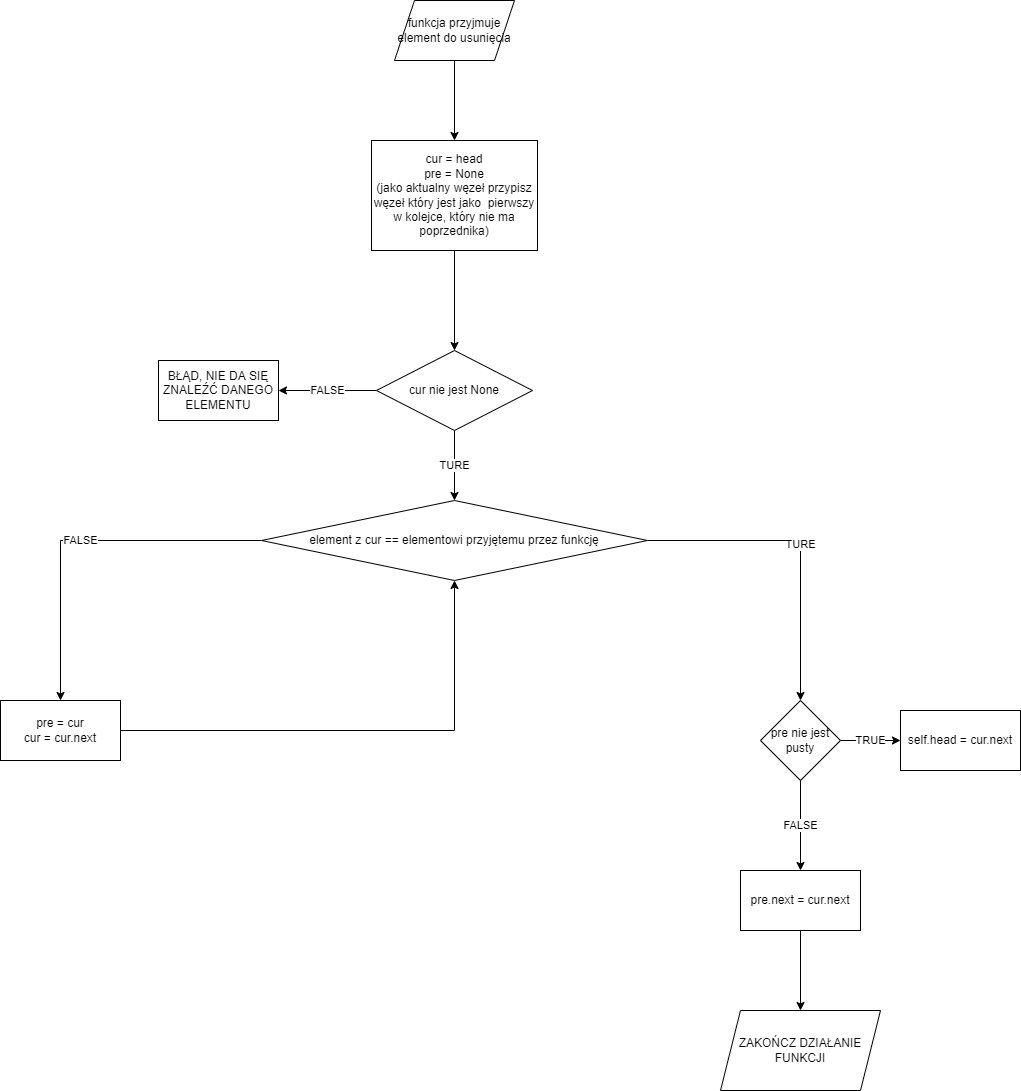 funkcja przyjmuje
element do usunięcia
cur = head
pre = None
(jako aktualny węzeł przypisz
węzeł który jest jako pierwszy
w kolejce, który nie ma
poprzednika)
BŁĄD, NIE DA SIĘ
ZNALEŹĆ DANEGO
ELEMENTU
FALSE
cur nie jest None
TURE
FALSE
element z cur == elementowi przyjętemu przez funkcję
TURE
pre = cur
cur = cur.next
pre nie jest
pusty
TRUE
self.head = cur.next
FALSE
pre.next = cur.next
ZAKOŃCZ DZIAŁANIE
FUNKCJI